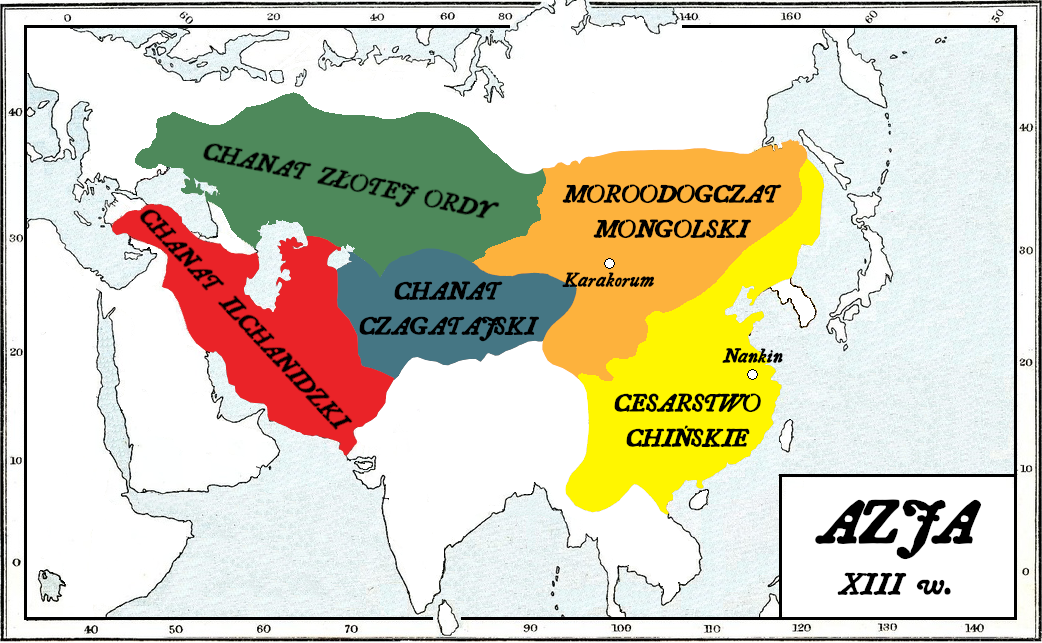 0 60 20 40 60 80 140 160 60 50
40 40
CHANAT ZŁOTEJ ORDY
MOROODOGCZAT
MONGOLSKI
CHANAT ILCHANIDZKI
30 30
Karakorum
CHANAT
CZAGATAJSKI
20 20
Nankin
CESARSTWO
CHIŃSKIE
10 10
AZJA
XIII w.
0 0
40 50 60 70 90 100 110 120 130 140